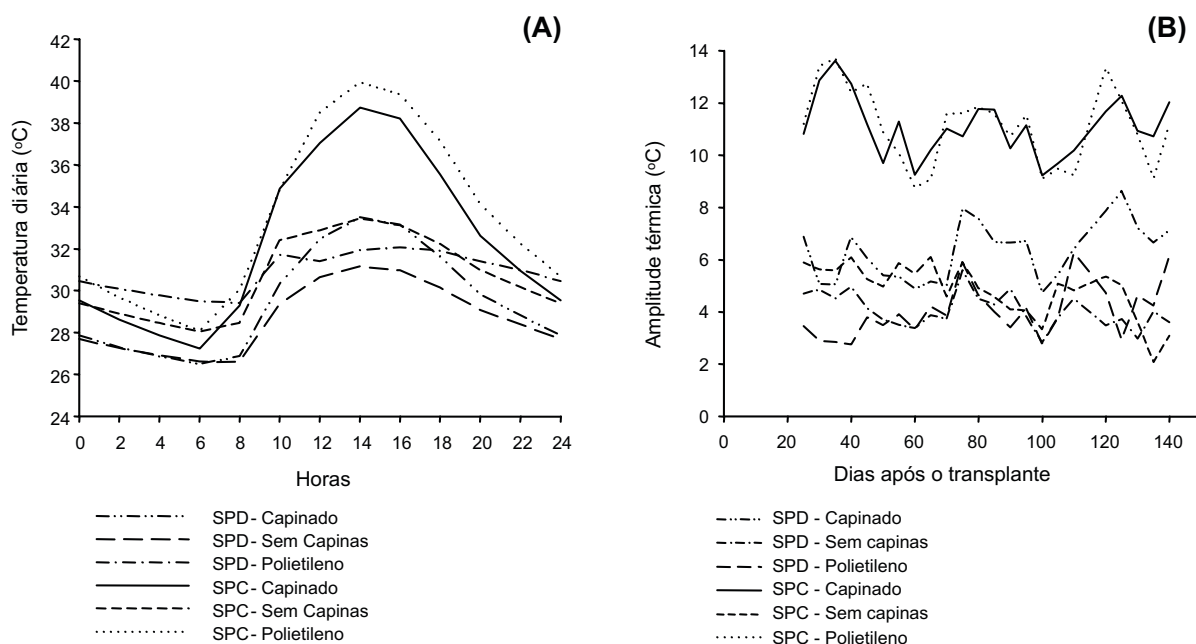 (A)
42
40
38
36
34
32
30
28
26
24
Temperatura diária (ºC)
0 2 4 6 8 10 12 14 16 18 20 22 24
Horas
SPD - Capinado
SPD - Sem Capinas
SPD - Polietileno
SPC - Capinado
SPC - Sem Capinas
SPC - Polietileno
(B)
14
12
10
8
6
4
2
0
Amplitude térmica (ºC)
0 20 40 60 80 100 120 140
Dias após o transplante
SPD - Capinado
SPD - Sem capinas
SPD - Polietileno
SPC - Capinado
SPC - Sem capinas
SPC - Polietileno